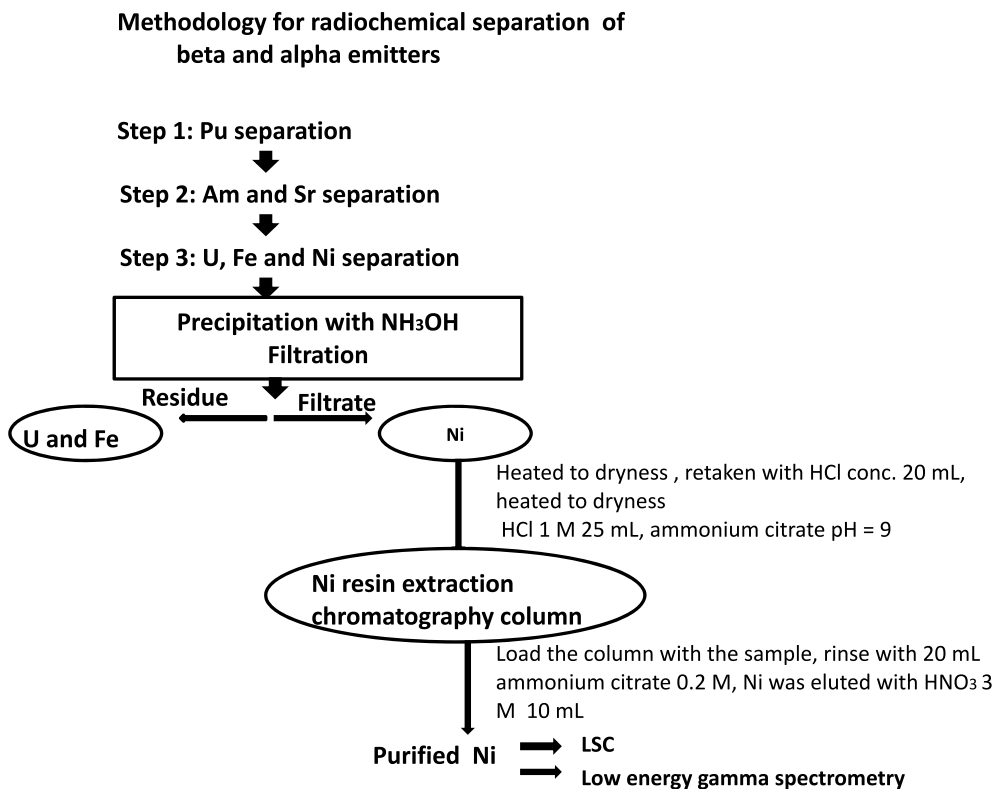 Methodology for radiochemical separation of
beta and alpha emitters
Step 1: Pu separation
Step 2: Am and Sr separation
Step 3: U, Fe and Ni separation
Precipitation with NH3OH
Filtration
Residue
Filtrate
U and Fe
Ni
Heated to dryness , retaken with HCl conc. 20 mL,
heated to dryness
HCl 1 M 25 mL, ammonium citrate pH = 9
Ni resin extraction
chromatography column
Load the column with the sample, rinse with 20 mL
ammonium citrate 0.2 M, Ni was eluted with HNO3 3
M 10 mL
Purified Ni
LSC
Low energy gamma spectrometry